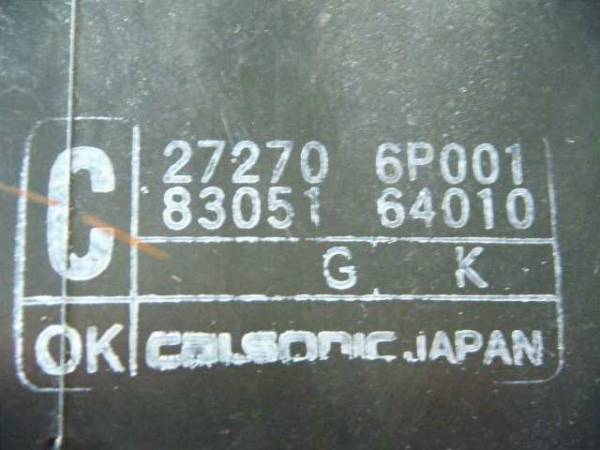 C
27270 6P001
83051 64010
G K
OK CALSONIC JAPAN